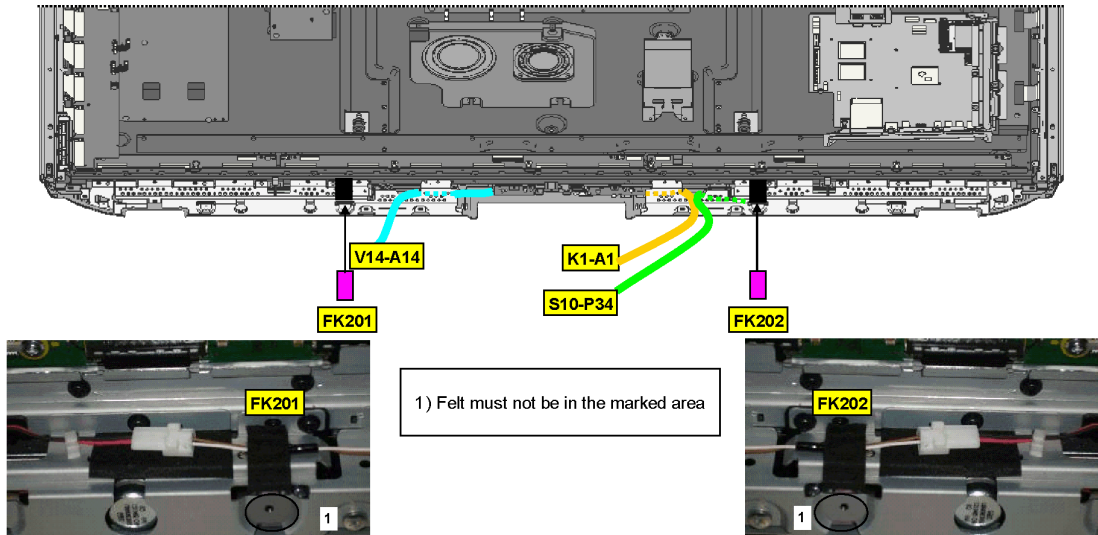 V14-A14
K1-A1
S10-P34
FK201
FK202
FK201
1) Felt must not be in the marked area
FK202
1
1